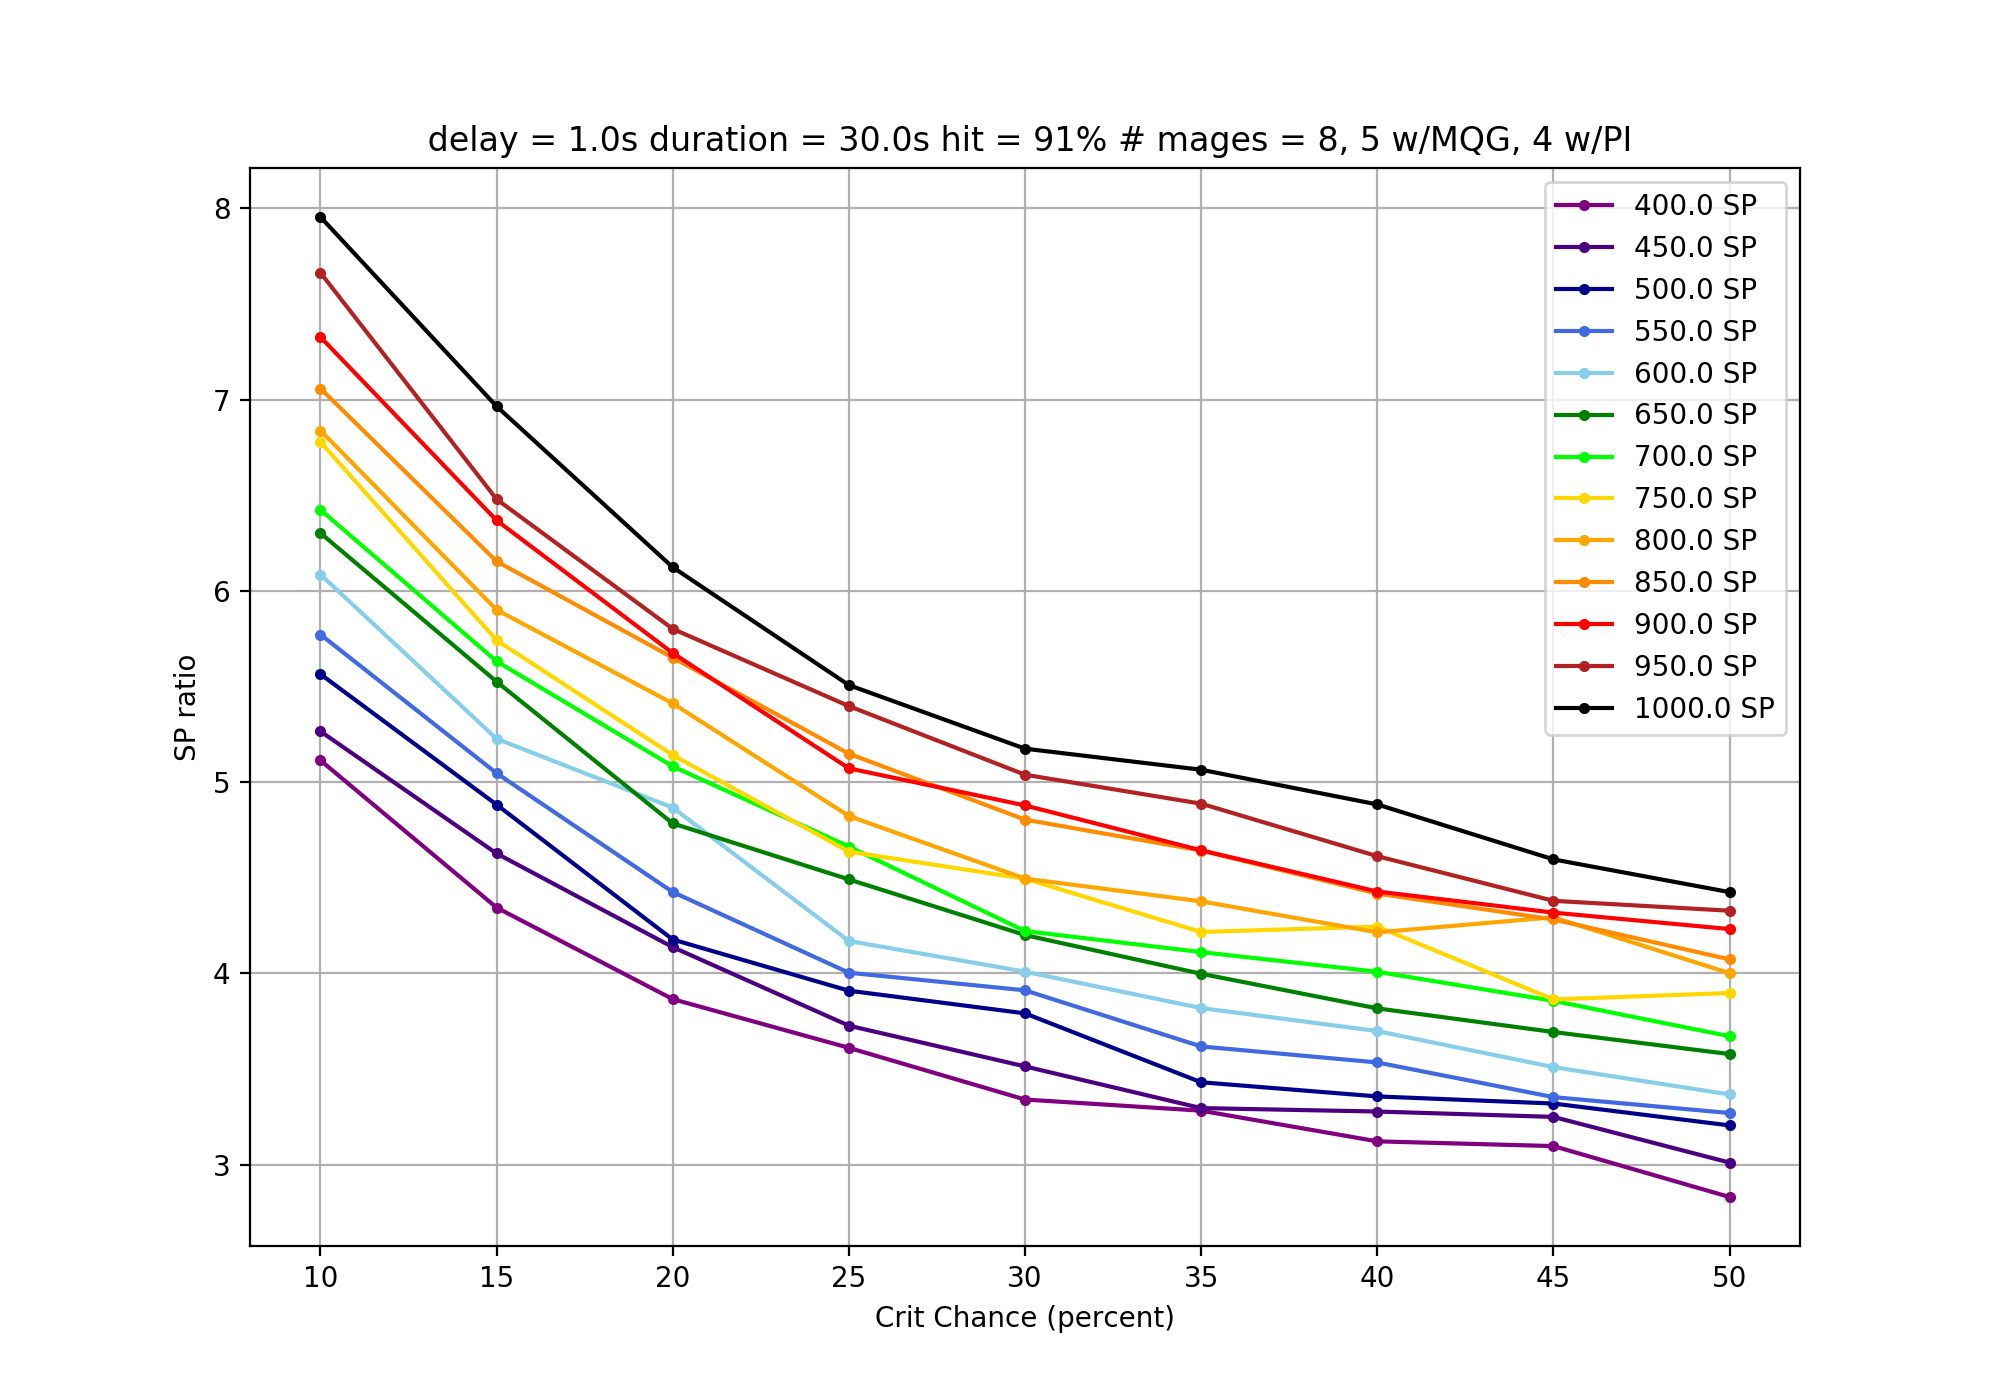 delay = 1.0s duration = 30.0s hit = 91% # mages = 8, 5 w/MQG, 4 w/PI
8
7
6
5
4
3
SP ratio
400.0 SP
450.0 SP
500.0 SP
550.0 SP
600.0 SP
650.0 SP
700.0 SP
750.0 SP
800.0 SP
850.0 SP
900.0 SP
950.0 SP
1000.0 SP
10 15 20 25 30 35 40 45 50
Crit Chance (percent)